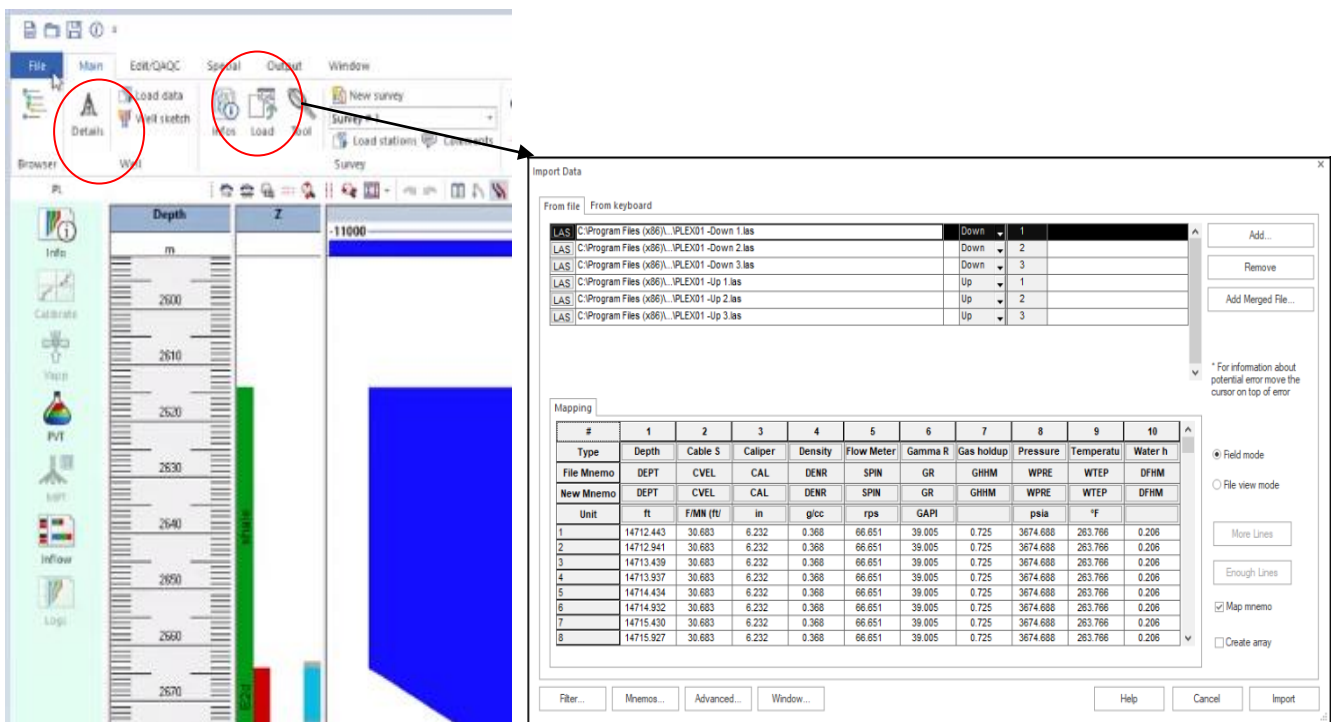 File Main Edit/QAQC Special Output Window
Load data
Well sketch
Details
Infos Load Tool
New survey
Load stations Comments
Browser Well Survey
PL
Depth Z
m
-11000
Info
Calibrate
PVT
Inflow
2600
2610
2620
2630
2640
2650
2660
2670
shale
Import Data
From file From keyboard
LAS C:\Program Files (x86)\...\PLEX01 -Down 1.las Down 1
LAS C:\Program Files (x86)\...\PLEX01 -Down 2.las Down 2
LAS C:\Program Files (x86)\...\PLEX01 -Down 3.las Down 3
LAS C:\Program Files (x86)\...\PLEX01 -Up 1.las Up 1
LAS C:\Program Files (x86)\...\PLEX01 -Up 2.las Up 2
LAS C:\Program Files (x86)\...\PLEX01 -Up 3.las Up 3
Add...
Remove
Add Merged File...
* For information about
potential error move the
cursor on top of error
Mapping
# 1 2 3 4 5 6 7 8 9 10
Type Depth Cable S Caliper Density Flow Meter Gamma R Gas holdup Pressure Temperatu Water h
File Mnemo DEPT CVEL CAL DENR SPIN GR GHHM WPRE WTEP DFHM
New Mnemo DEPT CVEL CAL DENR SPIN GR GHHM WPRE WTEP DFHM
Unit ft F/MN (ft/ in g/cc rps GAPI psia °F
1 14712.443 30.683 6.232 0.368 66.651 39.005 0.725 3674.688 263.766 0.206
2 14712.941 30.683 6.232 0.368 66.651 39.005 0.725 3674.688 263.766 0.206
3 14713.439 30.683 6.232 0.368 66.651 39.005 0.725 3674.688 263.766 0.206
4 14713.937 30.683 6.232 0.368 66.651 39.005 0.725 3674.688 263.766 0.206
5 14714.434 30.683 6.232 0.368 66.651 39.005 0.725 3674.688 263.766 0.206
6 14714.932 30.683 6.232 0.368 66.651 39.005 0.725 3674.688 263.766 0.206
7 14715.430 30.683 6.232 0.368 66.651 39.005 0.725 3674.688 263.766 0.206
8 14715.927 30.683 6.232 0.368 66.651 39.005 0.725 3674.688 263.766 0.206
Field mode
File view mode
More Lines
Enough Lines
Map mnemo
Create array
Filter... Mnemos... Advanced... Window... Help Cancel Import